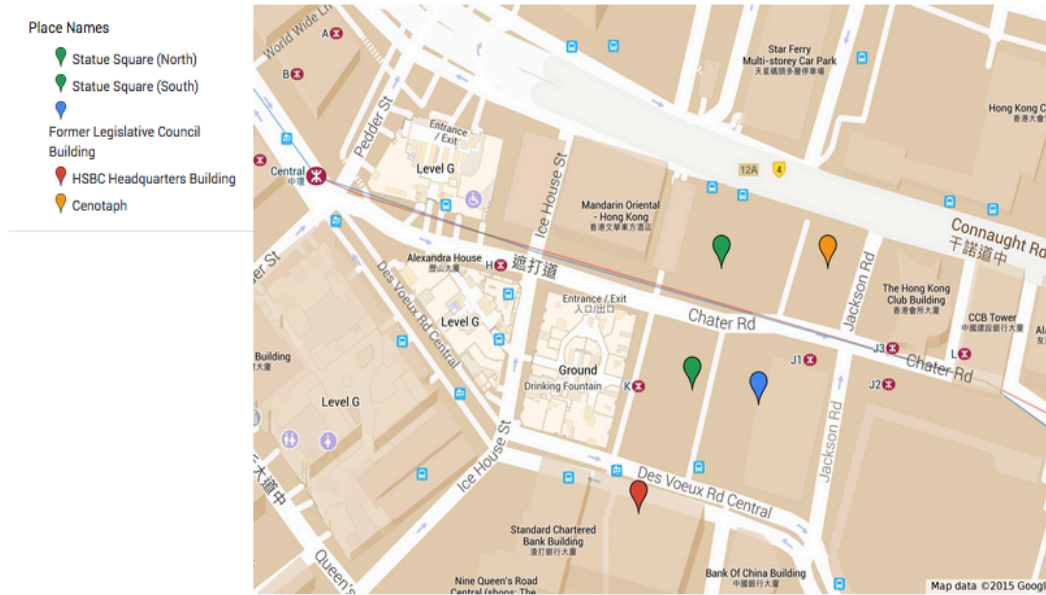 Place Names
Statue Square (North)
Statue Square (South)
Former Legislative Council
Building
HSBC Headquarters Building
Cenotaph
World Wide Ln
A
B
Pedder St
Entrance
/ Exit
Level G
Central
中環
Ice House St
Mandarin Oriental
- Hong Kong
香港文華東方酒店
Star Ferry
Multi-storey Car Park
天星碼頭多層停車場
Hong Kong C
12A
4
Connaught Rd
干諾道中
Alexandra House
歷山大廈
H
遮打道
Des Voeux Rd Central
der St
Level G
Entrance / Exit
入口/出口
Chater Rd
Jackson Rd
The Hong Kong
Club Building
香港會所大廈
CCB Tower
中國建設銀行大廈
Building
Level G
Ground
Drinking Fountain
K
J1
J3
L
J2
Chater Rd
Jackson Rd
Ice House St
Des Voeux Rd Central
大道中
Queen's
Standard Chartered
Bank Building
渣打銀行大廈
Nine Queen's Road
Central (shops: The
Bank Of China Building
中國銀行大廈
Map data ©2015 Googl